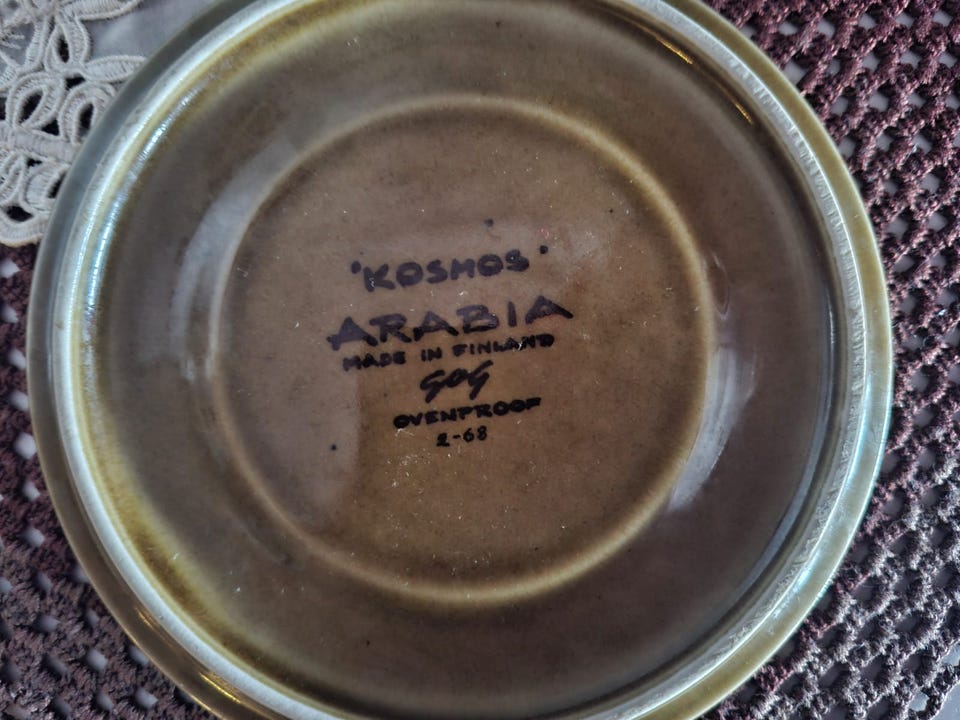 'KOSMOS'
ARABIA
MADE IN FINLAND
GOG
OVENPROOF
2-68